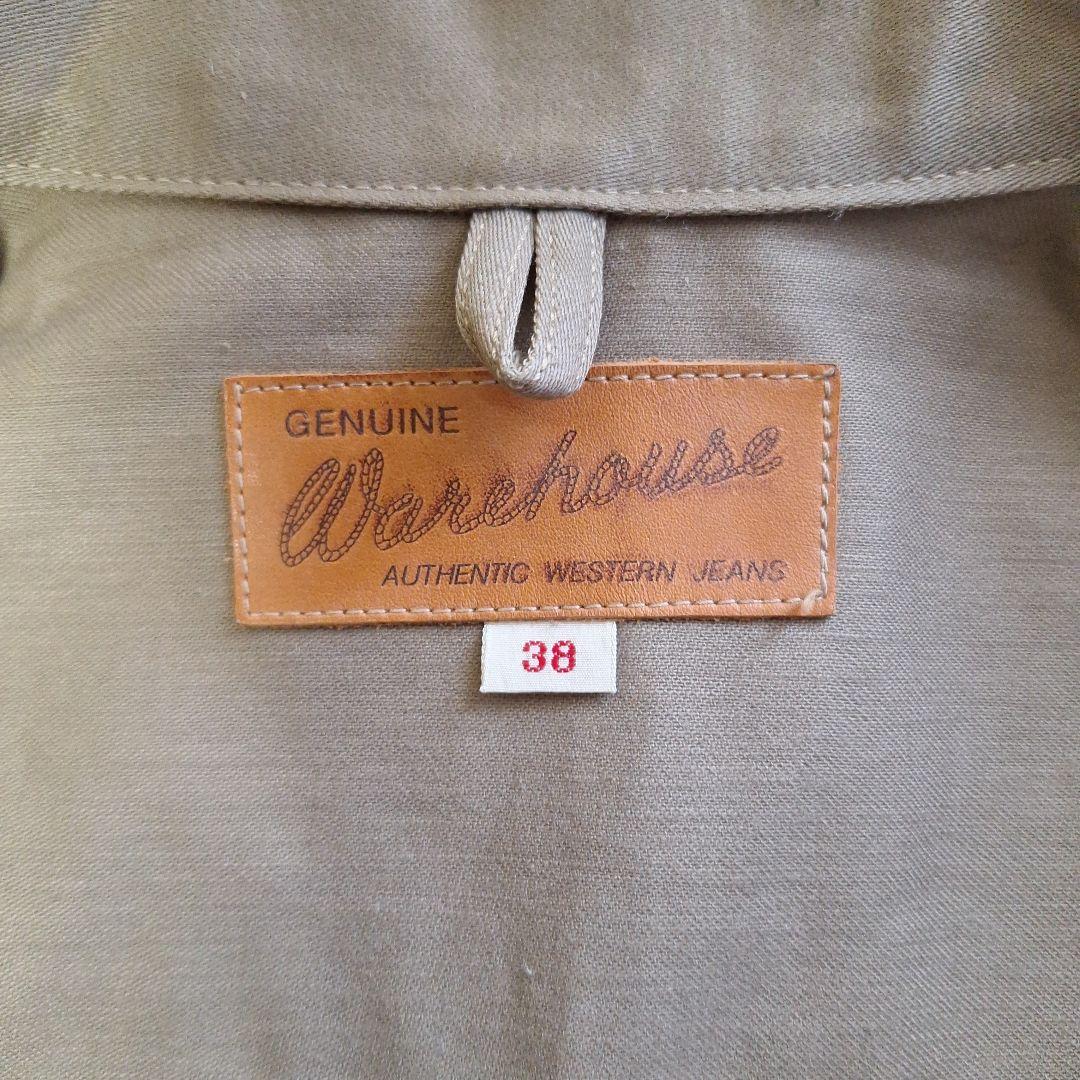 GENUINE
Warehouse
AUTHENTIC WESTERN JEANS
38